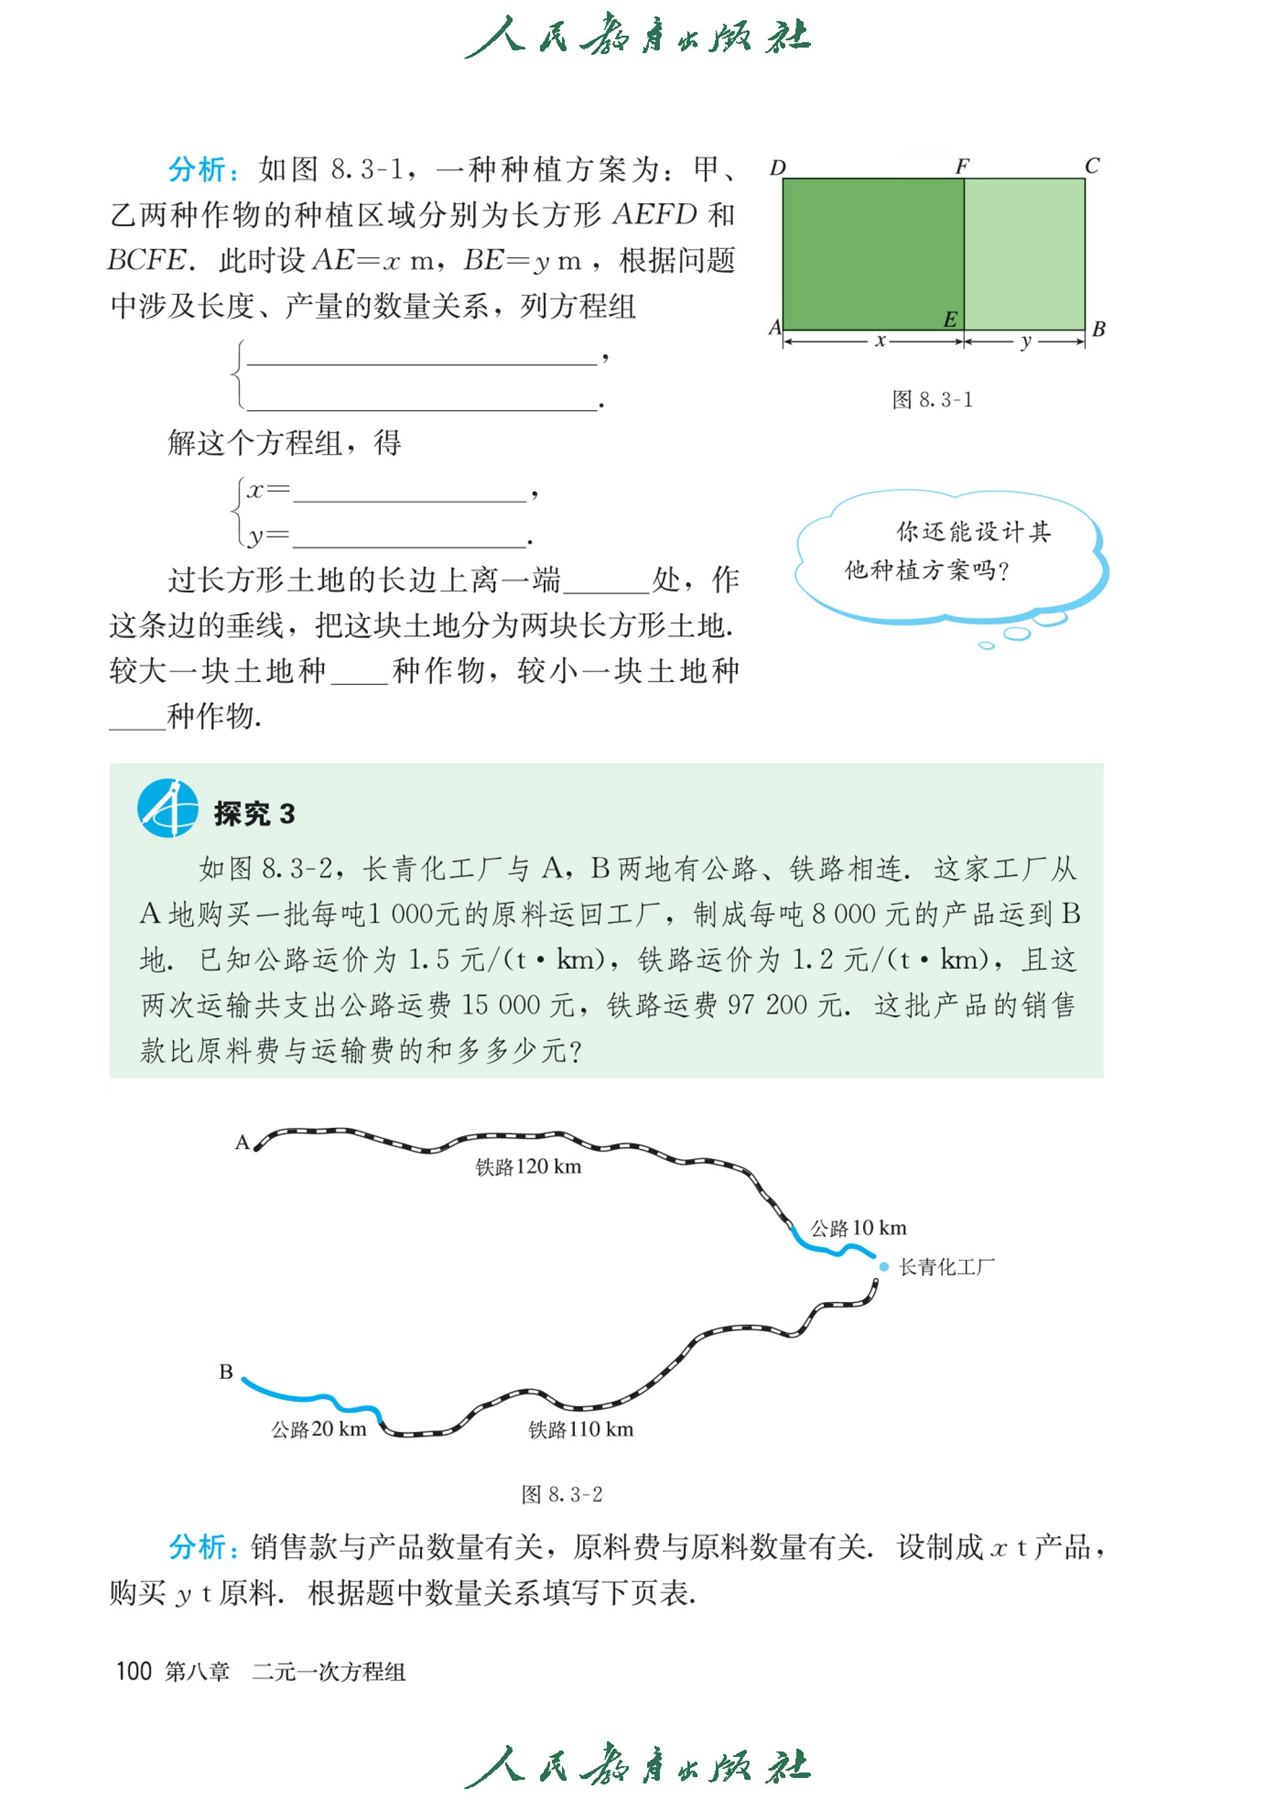 人民教育出版社
分析：如图 8.3-1，一种种植方案为：甲、
乙两种作物的种植区域分别为长方形 AEFD 和
BCFE．此时设 AE=x m，BE=y m，根据问题
中涉及长度、产量的数量关系，列方程组
{ ____________________，
____________________．
解这个方程组，得
{ x=______________，
y=______________．
过长方形土地的长边上离一端______处，作
这条边的垂线，把这块土地分为两块长方形土地．
较大一块土地种____种作物，较小一块土地种
____种作物．
D F C
A E B
x y
图 8.3-1
你还能设计其
他种植方案吗？
探究 3
如图 8.3-2，长青化工厂与 A，B 两地有公路、铁路相连．这家工厂从
A 地购买一批每吨1 000元的原料运回工厂，制成每吨 8 000 元的产品运到 B
地．已知公路运价为 1.5 元/(t·km)，铁路运价为 1.2 元/(t·km)，且这
两次运输共支出公路运费 15 000 元，铁路运费 97 200 元．这批产品的销售
款比原料费与运输费的和多多少元？
A
铁路120 km
公路10 km
长青化工厂
B
公路20 km
铁路110 km
图 8.3-2
分析：销售款与产品数量有关，原料费与原料数量有关．设制成 x t 产品，
购买 y t 原料．根据题中数量关系填写下页表．
100 第八章 二元一次方程组
人民教育出版社